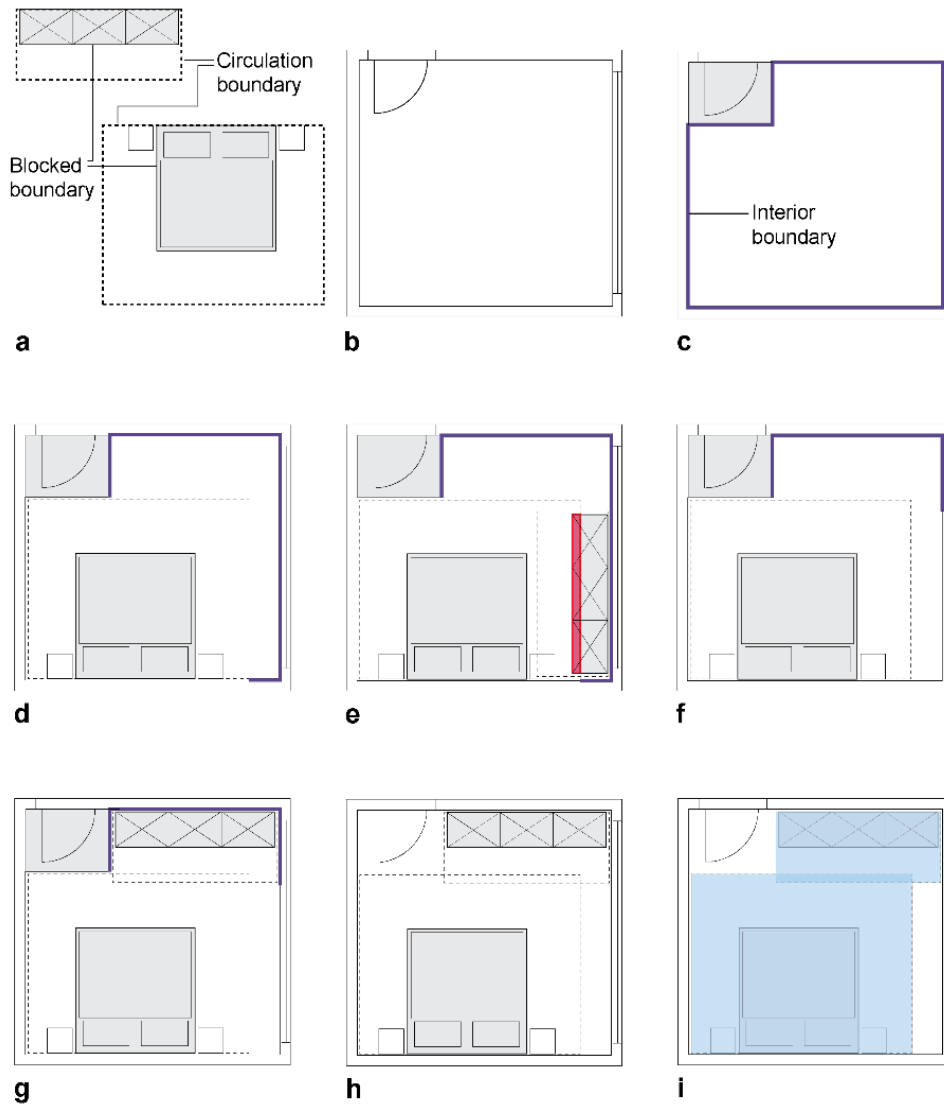 Circulation
boundary
Blocked
boundary
Interior
boundary
a
b
c
d
e
f
g
h
i